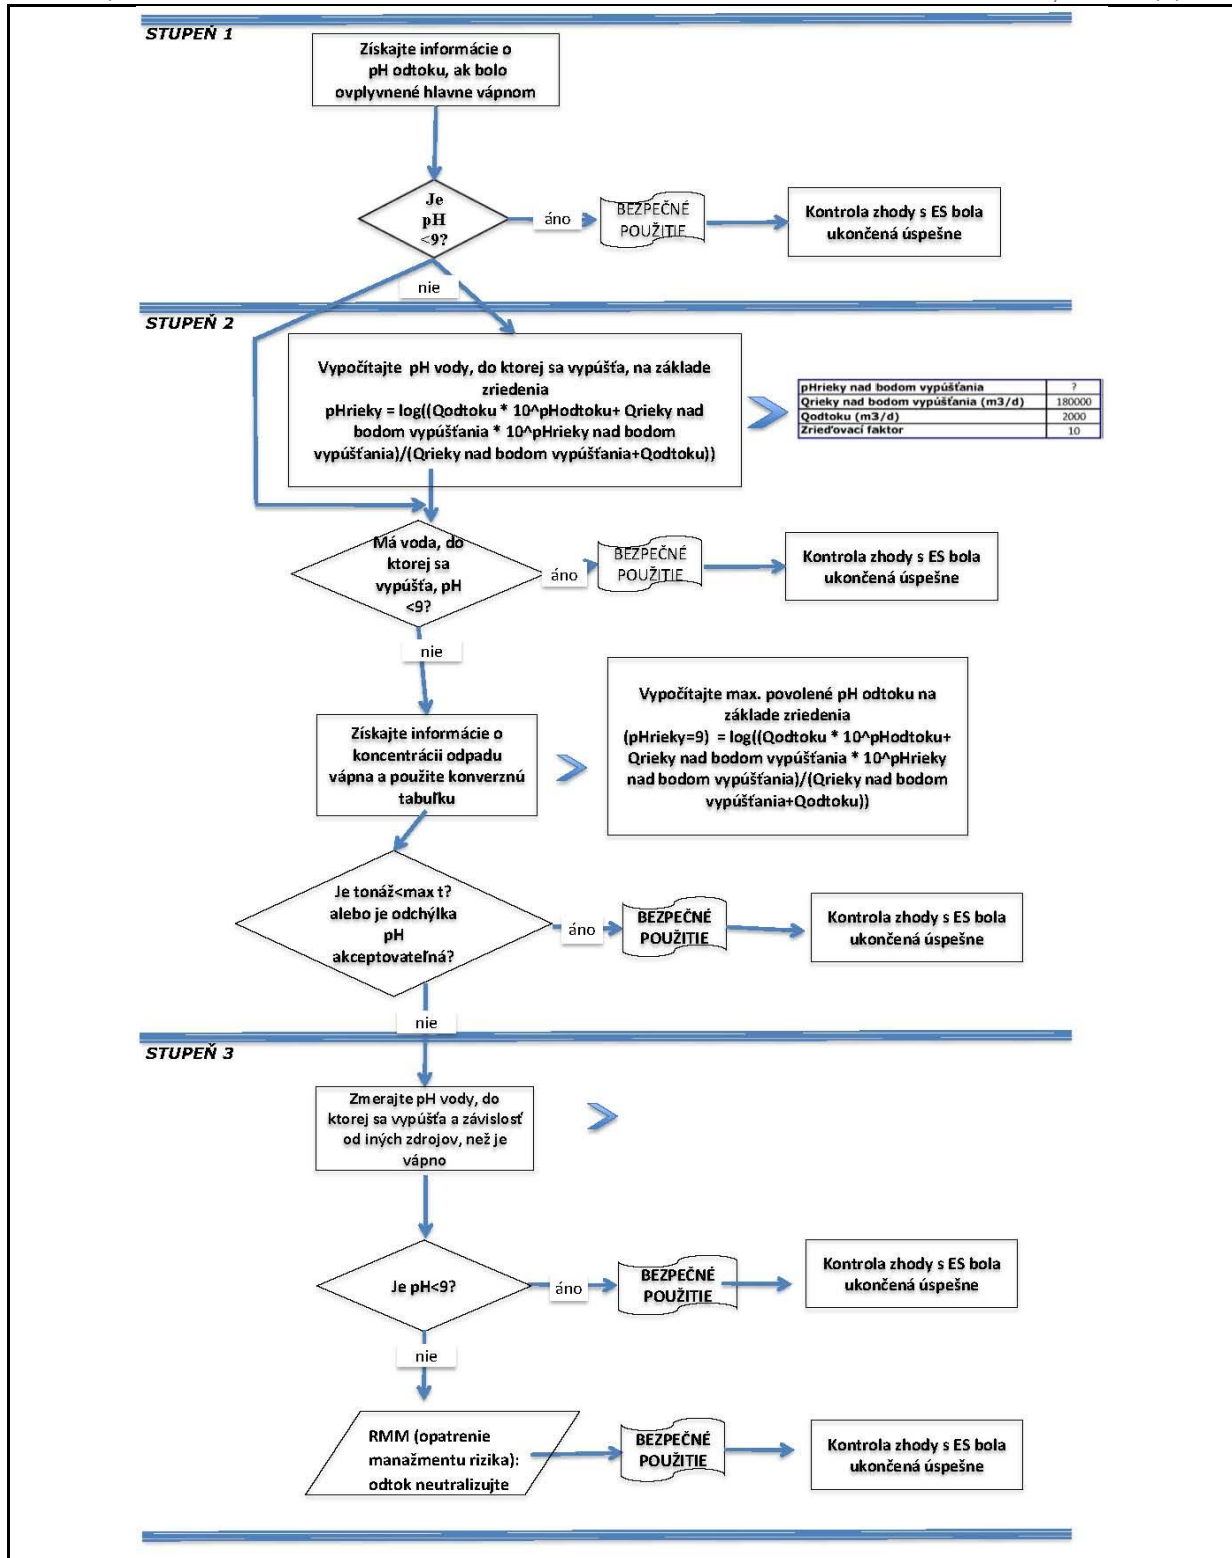 STUPEŇ 1
Získajte informácie o
pH odtoku, ak bolo
ovplyvnené hlavne vápnom
Je
pH
<9?
áno
BEZPEČNÉ
POUŽITIE
Kontrola zhody s ES bola
ukončená úspešne
nie
STUPEŇ 2
Vypočítajte pH vody, do ktorej sa vypúšťa, na základe
zriedenia
pHrieky = log((Qodtoku * 10^pHodtoku+ Qrieky nad
bodom vypúšťania * 10^pHrieky nad bodom
vypúšťania)/(Qrieky nad bodom vypúšťania+Qodtoku))
pHrieky nad bodom vypúšťania ?
Qrieky nad bodom vypúšťania (m3/d) 180000
Qodtoku (m3/d) 2000
Zrieďovací faktor 10
Má voda, do
ktorej sa
vypúšťa, pH
<9?
áno
BEZPEČNÉ
POUŽITIE
Kontrola zhody s ES bola
ukončená úspešne
nie
Získajte informácie o
koncentrácii odpadu
vápna a použite konverznú
tabuľku
Vypočítajte max. povolené pH odtoku na
základe zriedenia
(pHrieky=9) = log((Qodtoku * 10^pHodtoku+
Qrieky nad bodom vypúšťania * 10^pHrieky
nad bodom vypúšťania)/(Qrieky nad bodom
vypúšťania+Qodtoku))
Je tonáž<max t?
alebo je odchýlka
pH
akceptovateľná?
áno
BEZPEČNÉ
POUŽITIE
Kontrola zhody s ES bola
ukončená úspešne
nie
STUPEŇ 3
Zmerajte pH vody, do
ktorej sa vypúšťa a závislosť
od iných zdrojov, než je
vápno
Je pH<9?
áno
BEZPEČNÉ
POUŽITIE
Kontrola zhody s ES bola
ukončená úspešne
nie
RMM (opatrenie
manažmentu rizika):
odtok neutralizujte
BEZPEČNÉ
POUŽITIE
Kontrola zhody s ES bola
ukončená úspešne